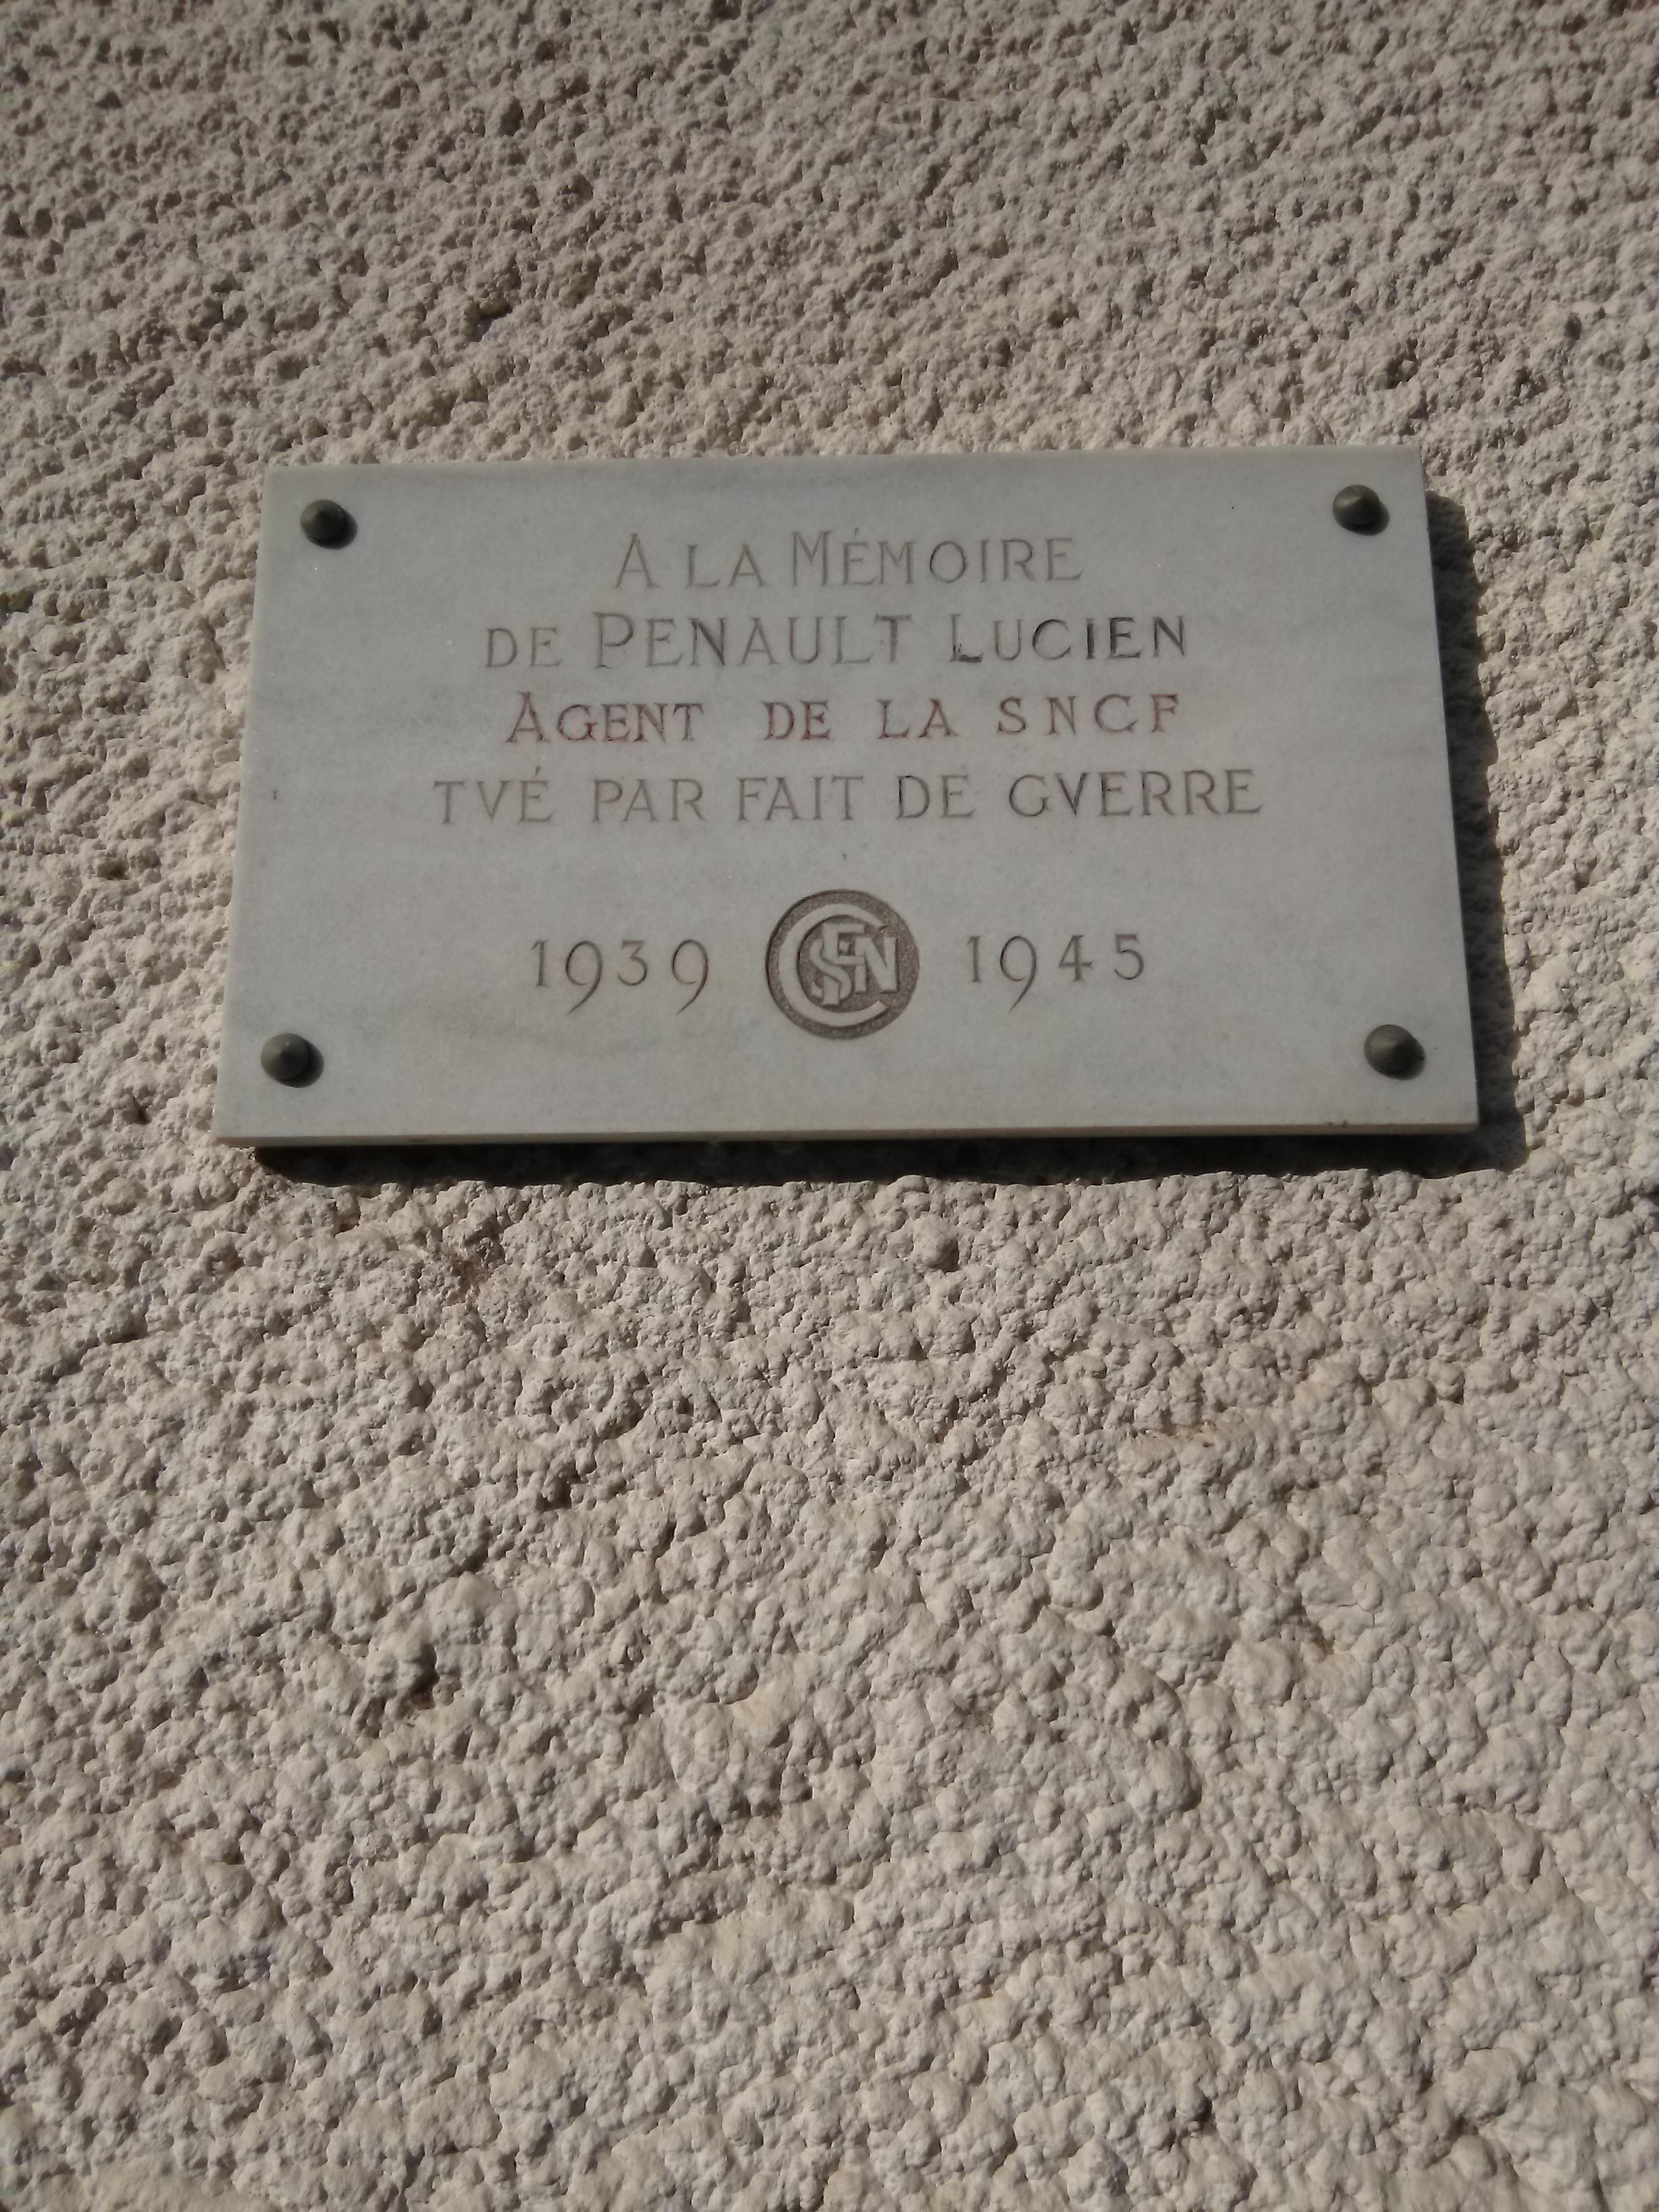 A LA MÉMOIRE
DE PENAULT LUCIEN
AGENT DE LA SNCF
TVÉ PAR FAIT DE GVERRE
1939 SNCF 1945